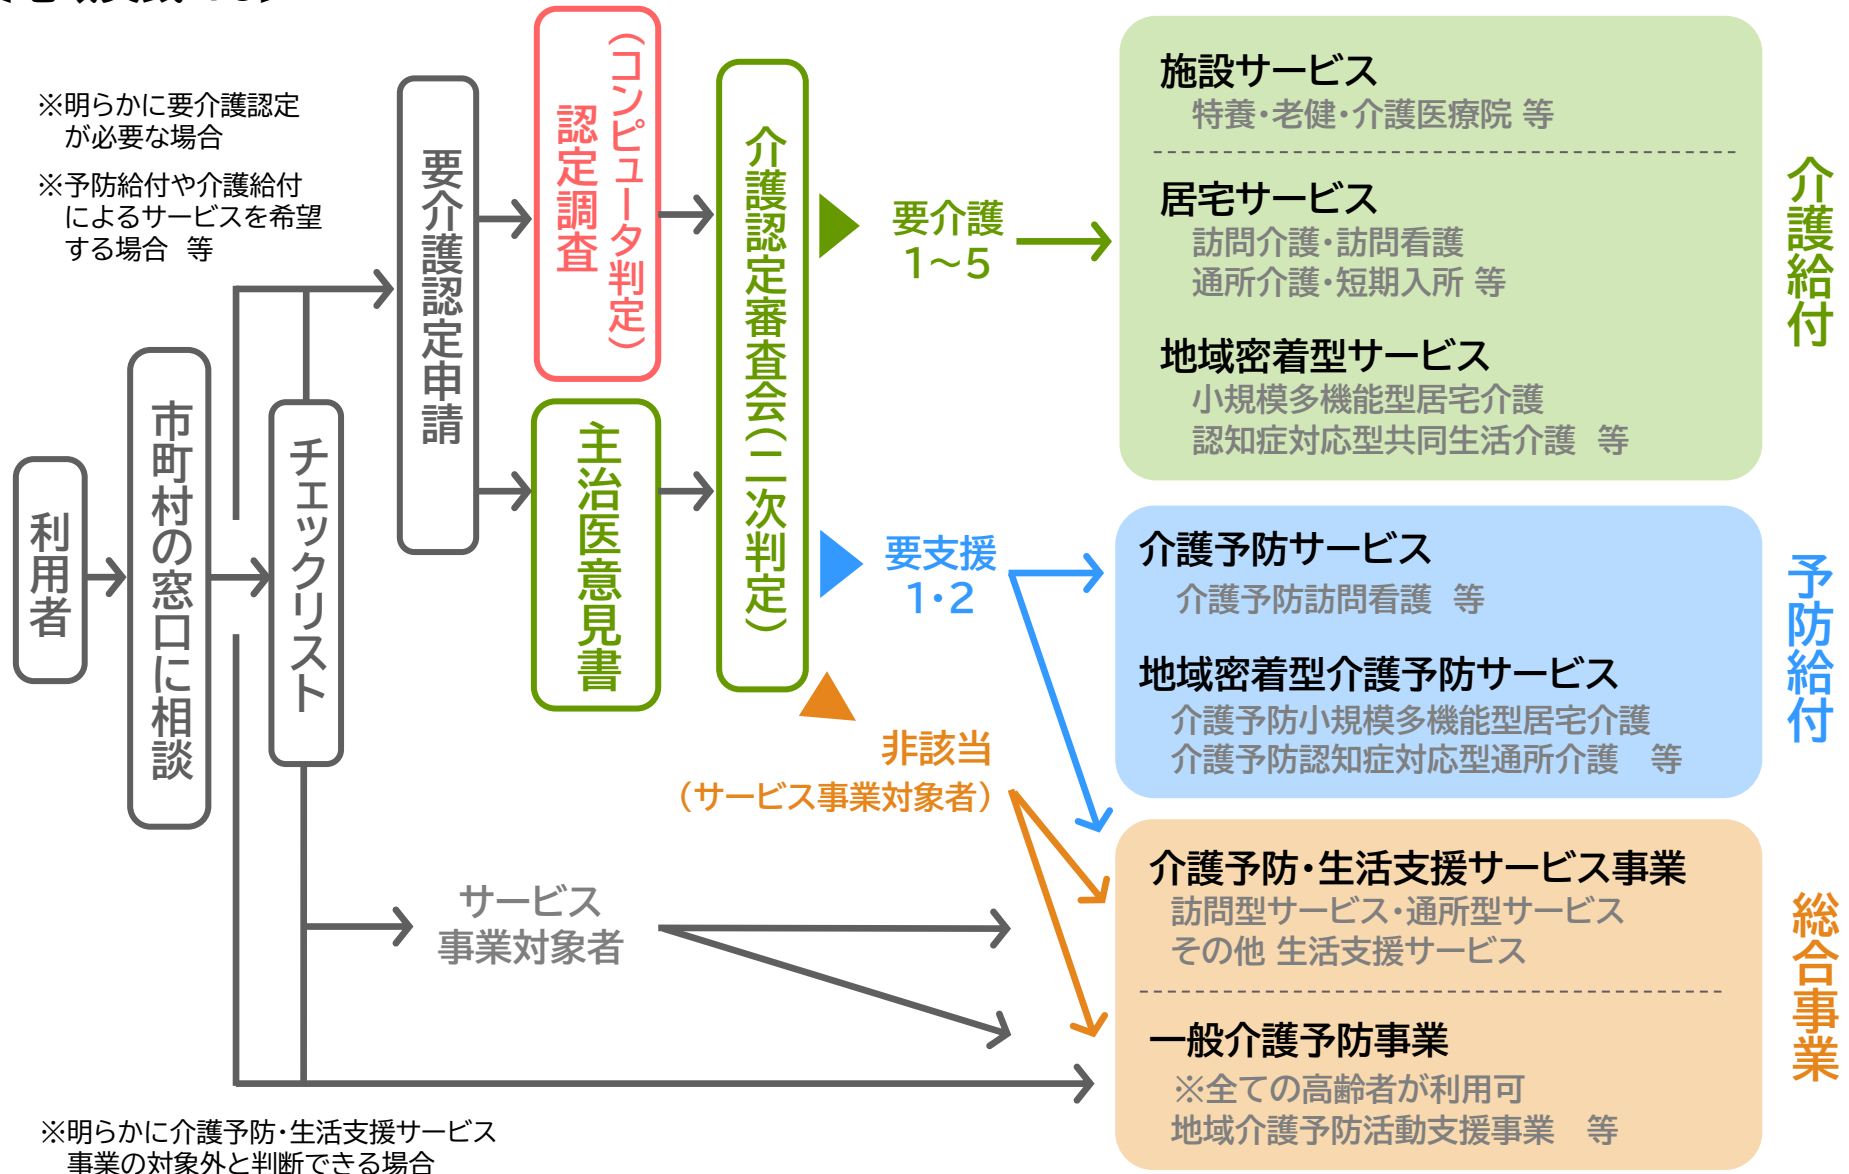 ※明らかに要介護認定
が必要な場合
※予防給付や介護給付
によるサービスを希望
する場合 等
利用者
市町村の窓口に相談
チェックリスト
要介護認定申請
認定調査
(コンピュータ判定)
主治医意見書
介護認定審査会(二次判定)
要介護
1~5
要支援
1・2
非該当
(サービス事業対象者)
サービス
事業対象者
施設サービス
特養・老健・介護医療院 等
居宅サービス
訪問介護・訪問看護
通所介護・短期入所 等
地域密着型サービス
小規模多機能型居宅介護
認知症対応型共同生活介護 等
介護給付
介護予防サービス
介護予防訪問看護 等
地域密着型介護予防サービス
介護予防小規模多機能型居宅介護
介護予防認知症対応型通所介護 等
予防給付
介護予防・生活支援サービス事業
訪問型サービス・通所型サービス
その他 生活支援サービス
一般介護予防事業
※全ての高齢者が利用可
地域介護予防活動支援事業 等
総合事業
※明らかに介護予防・生活支援サービス
事業の対象外と判断できる場合